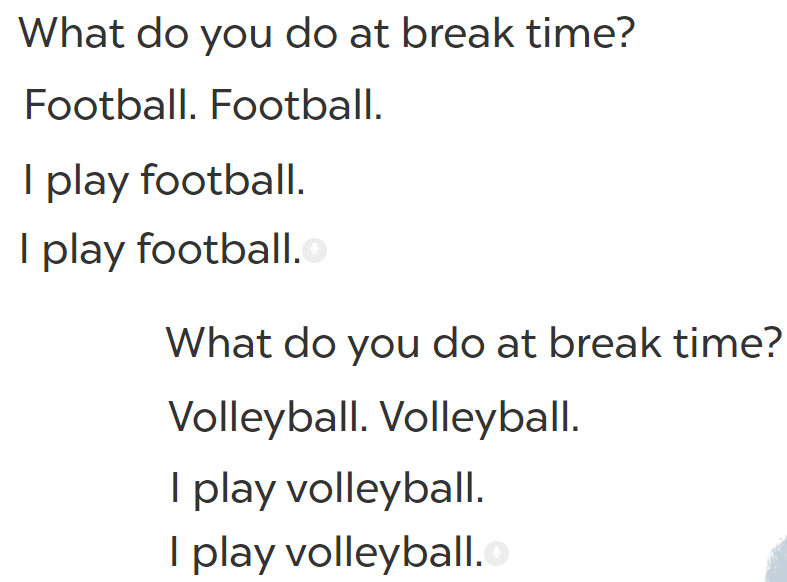 What do you do at break time?
Football. Football.
I play football.
I play football.
What do you do at break time?
Volleyball. Volleyball.
I play volleyball.
I play volleyball.